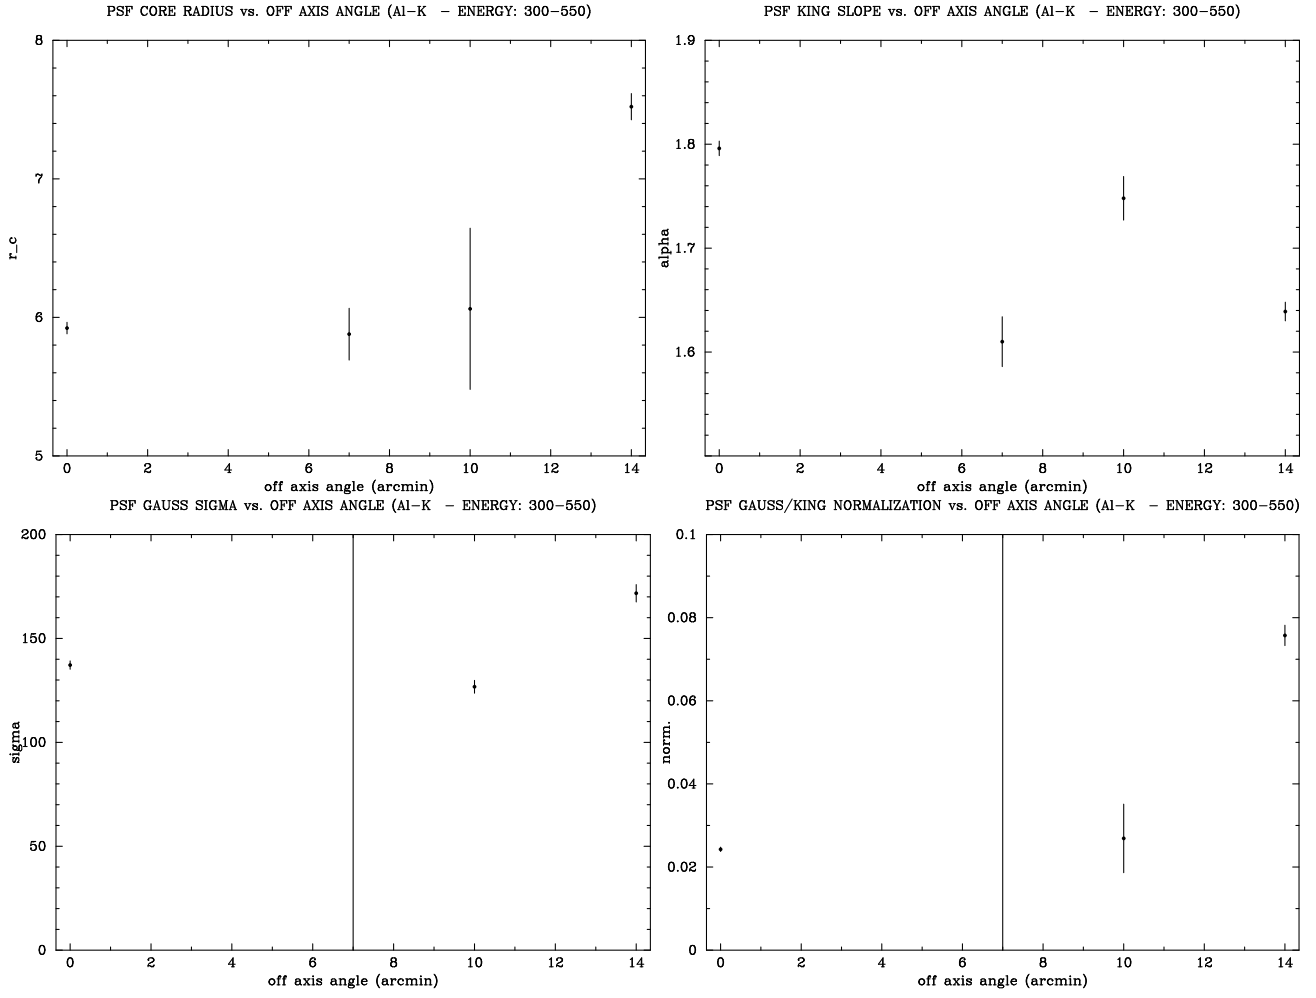 PSF CORE RADIUS vs. OFF AXIS ANGLE (Al-K - ENERGY: 300-550)
8
7
6
5
r_c
0 2 4 6 8 10 12 14
off axis angle (arcmin)
PSF KING SLOPE vs. OFF AXIS ANGLE (Al-K - ENERGY: 300-550)
1.9
1.8
1.7
1.6
alpha
0 2 4 6 8 10 12 14
off axis angle (arcmin)
PSF GAUSS SIGMA vs. OFF AXIS ANGLE (Al-K - ENERGY: 300-550)
200
150
100
50
0
sigma
0 2 4 6 8 10 12 14
off axis angle (arcmin)
PSF GAUSS/KING NORMALIZATION vs. OFF AXIS ANGLE (Al-K - ENERGY: 300-550)
0.1
0.08
0.06
0.04
0.02
0
norm.
0 2 4 6 8 10 12 14
off axis angle (arcmin)